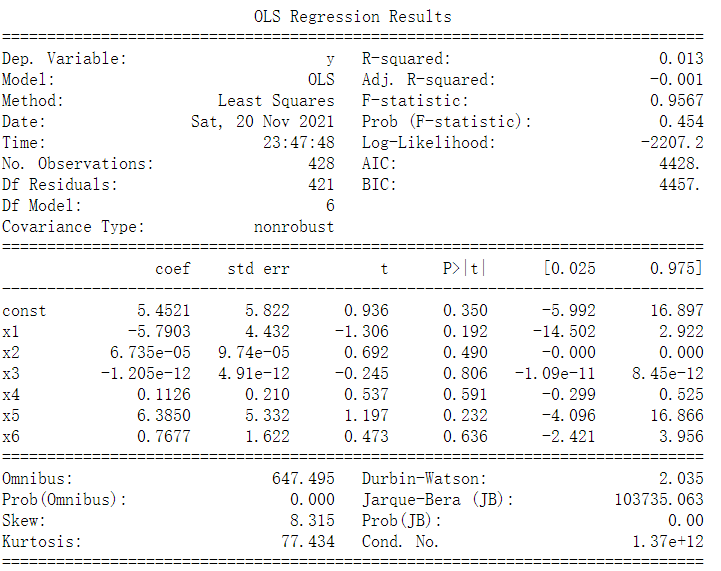 OLS Regression Results
==============================================================================
Dep. Variable: y R-squared: 0.013
Model: OLS Adj. R-squared: -0.001
Method: Least Squares F-statistic: 0.9567
Date: Sat, 20 Nov 2021 Prob (F-statistic): 0.454
Time: 23:47:48 Log-Likelihood: -2207.2
No. Observations: 428 AIC: 4428.
Df Residuals: 421 BIC: 4457.
Df Model: 6
Covariance Type: nonrobust
==============================================================================
coef std err t P>|t| [0.025 0.975]
------------------------------------------------------------------------------
const 5.4521 5.822 0.936 0.350 -5.992 16.897
x1 -5.7903 4.432 -1.306 0.192 -14.502 2.922
x2 6.735e-05 9.74e-05 0.692 0.490 -0.000 0.000
x3 -1.205e-12 4.91e-12 -0.245 0.806 -1.09e-11 8.45e-12
x4 0.1126 0.210 0.537 0.591 -0.299 0.525
x5 6.3850 5.332 1.197 0.232 -4.096 16.866
x6 0.7677 1.622 0.473 0.636 -2.421 3.956
==============================================================================
Omnibus: 647.495 Durbin-Watson: 2.035
Prob(Omnibus): 0.000 Jarque-Bera (JB): 103735.063
Skew: 8.315 Prob(JB): 0.00
Kurtosis: 77.434 Cond. No. 1.37e+12
==============================================================================